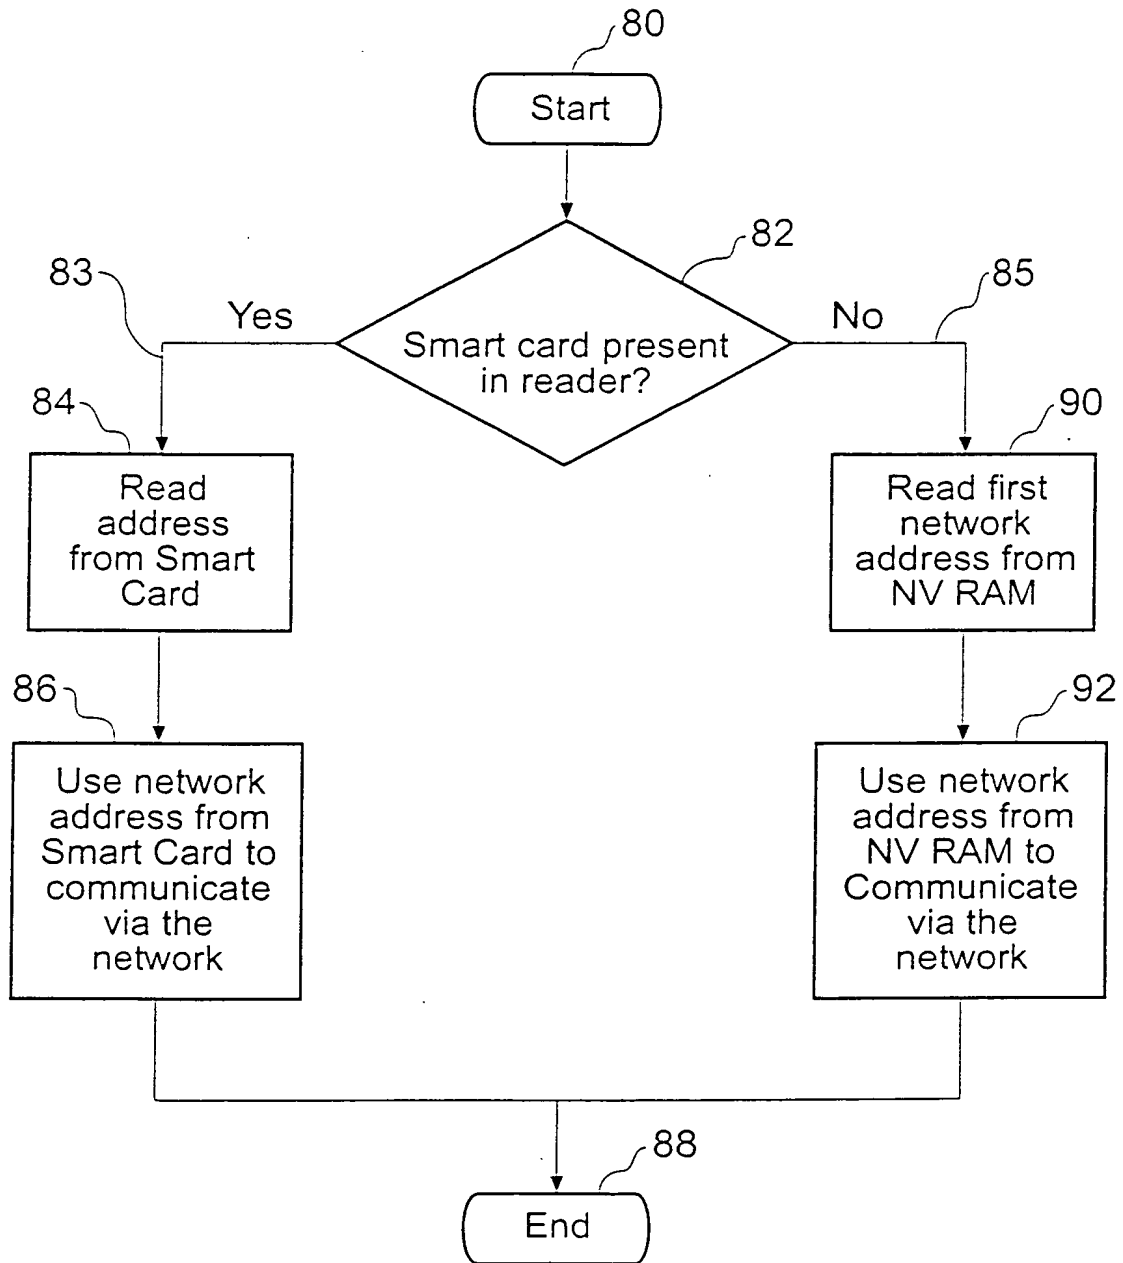 80
Start
82
83
85
Yes
No
Smart card present
in reader?
84
90
Read
address
from Smart
Card
Read first
network
address from
NV RAM
86
92
Use network
address from
Smart Card to
communicate
via the
network
Use network
address from
NV RAM to
Communicate
via the
network
88
End